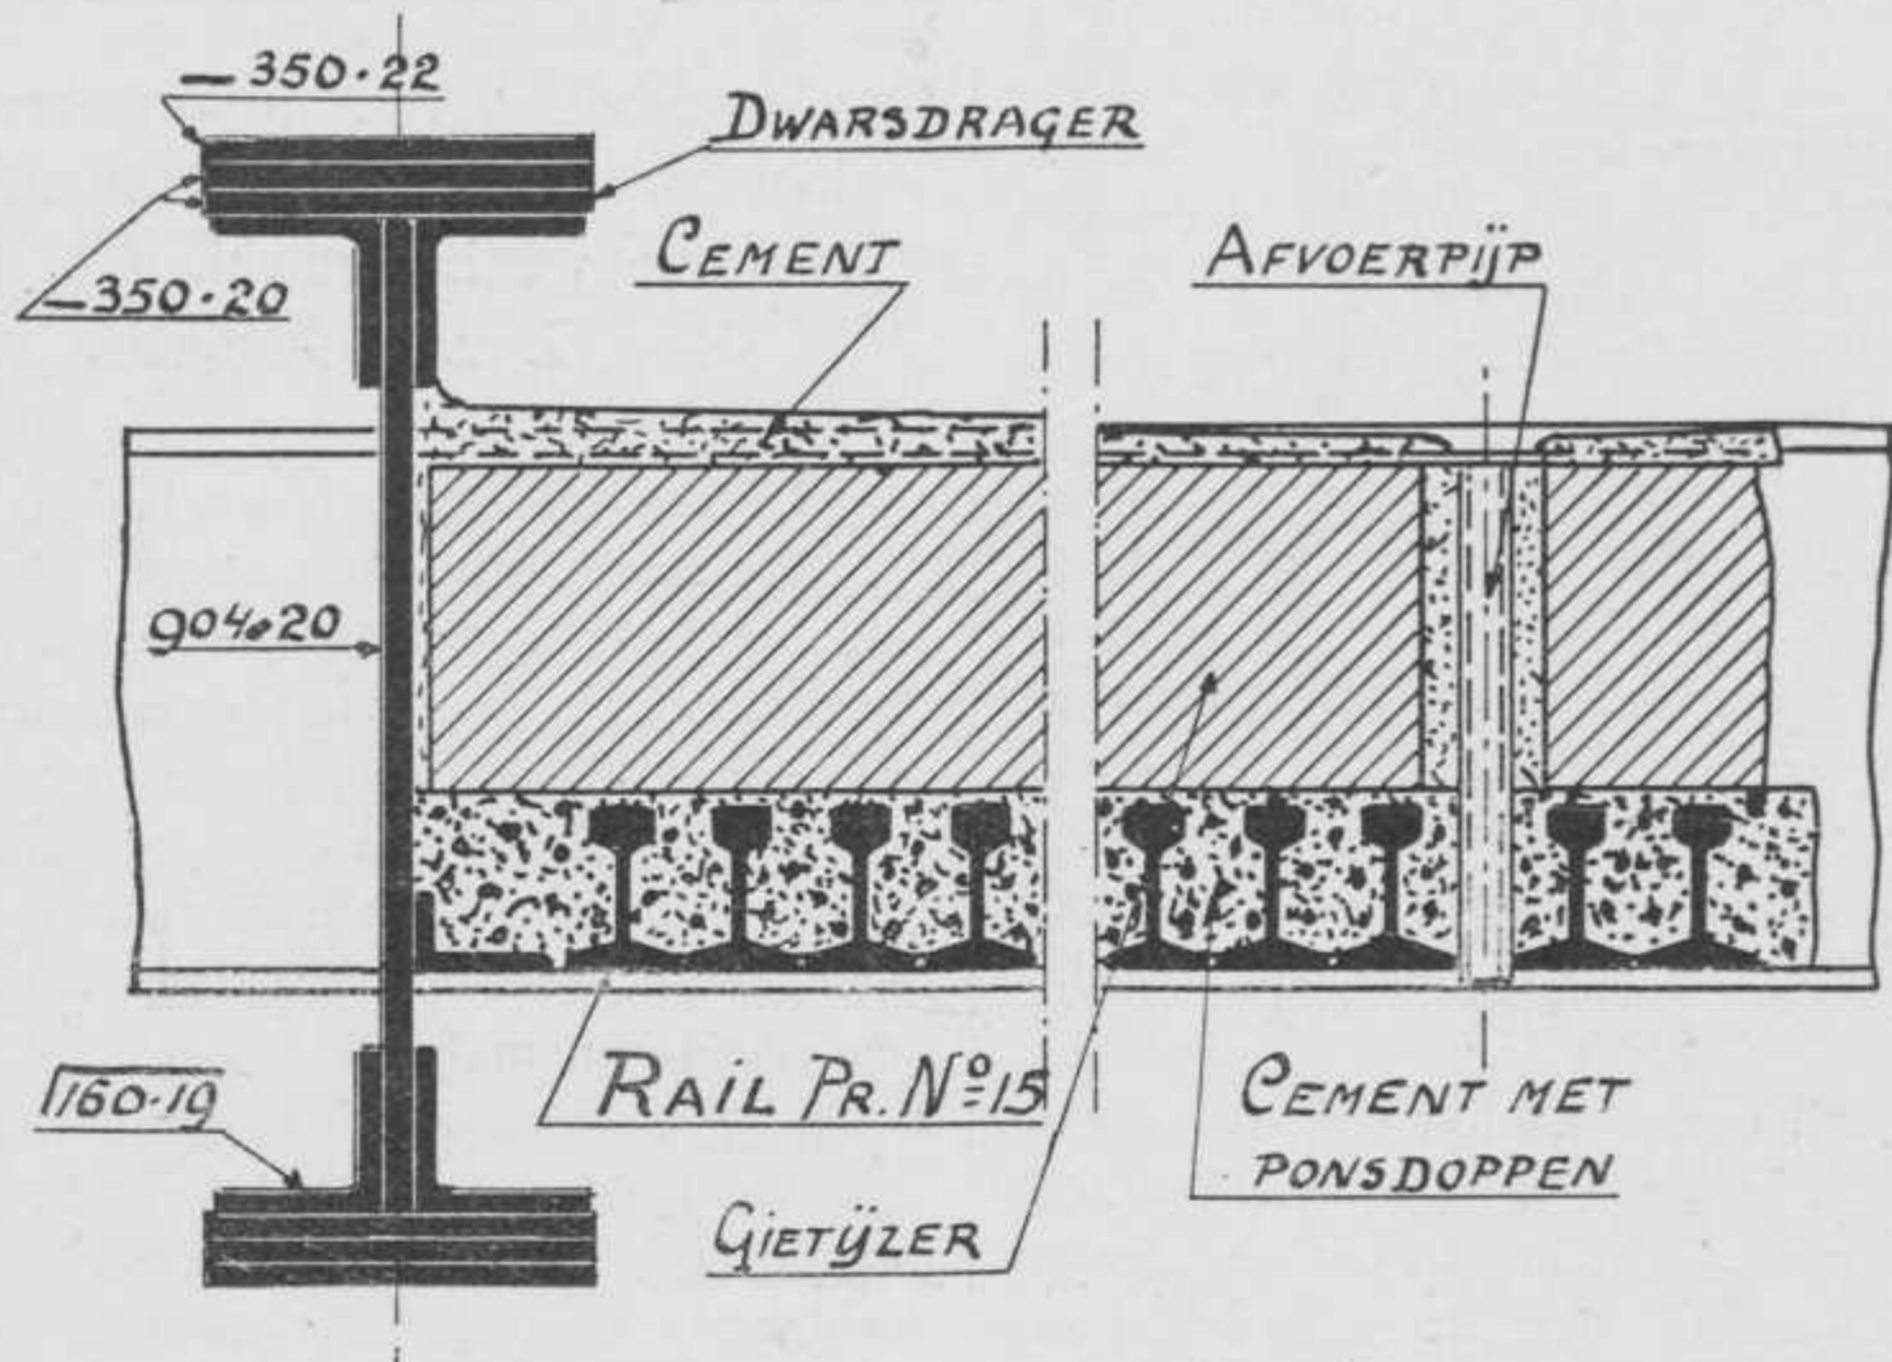 — 350·22
DWARSDRAGER
CEMENT
AFVOERPIJP
— 350·20
904·20
RAIL PR. Nº 15
CEMENT MET
PONSDOPPEN
160·19
GIETIJZER